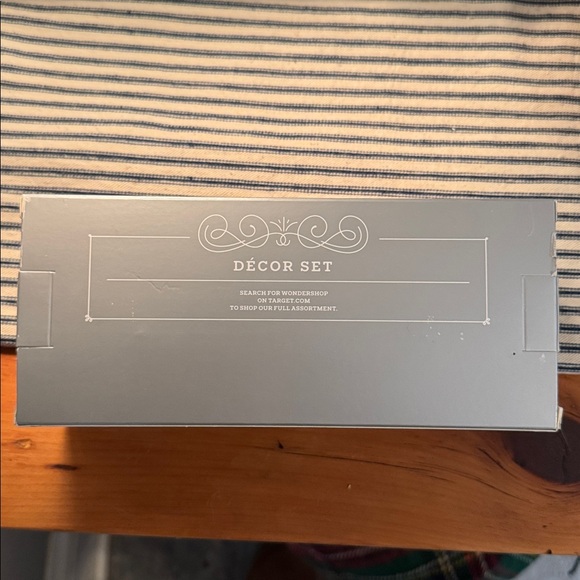 DÉCOR SET
SEARCH FOR WONDERSHOP
ON TARGET.COM
TO SHOP OUR FULL ASSORTMENT.